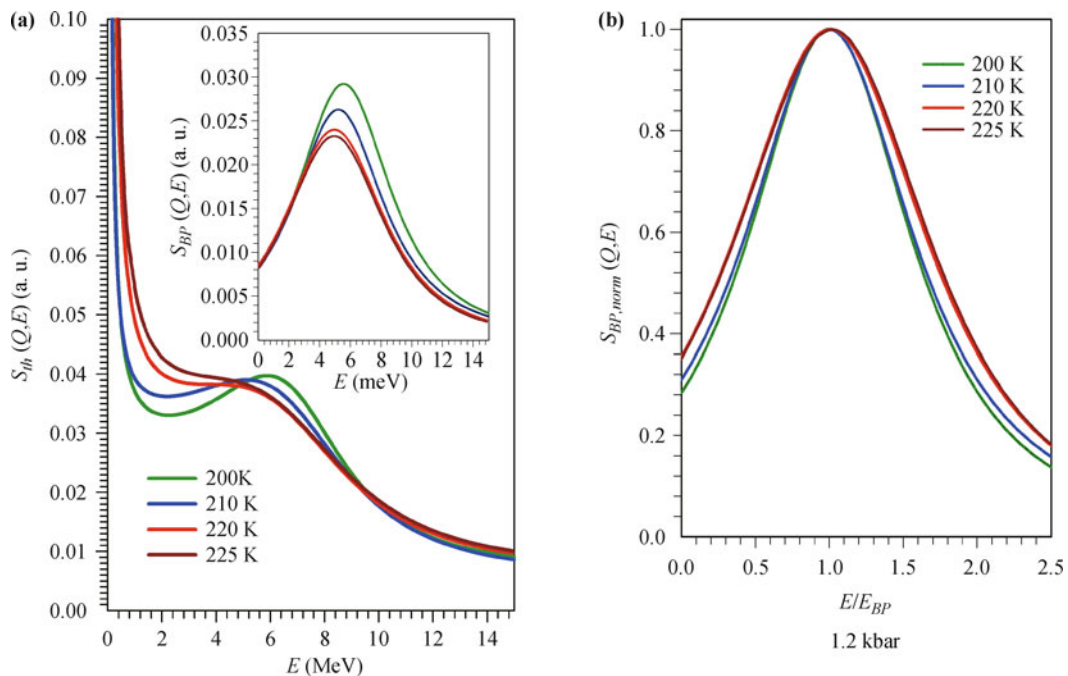 (a)
S_th (Q,E) (a. u.)
0.10
0.09
0.08
0.07
0.06
0.05
0.04
0.03
0.02
0.01
0.00
0 2 4 6 8 10 12 14
E (MeV)
200K
210 K
220 K
225 K
S_BP (Q,E) (a. u.)
0.035
0.030
0.025
0.020
0.015
0.010
0.005
0.000
0 2 4 6 8 10 12 14
E (meV)
(b)
S_BP,norm (Q,E)
1.0
0.8
0.6
0.4
0.2
0.0
0.0 0.5 1.0 1.5 2.0 2.5
E/E_BP
200 K
210 K
220 K
225 K
1.2 kbar